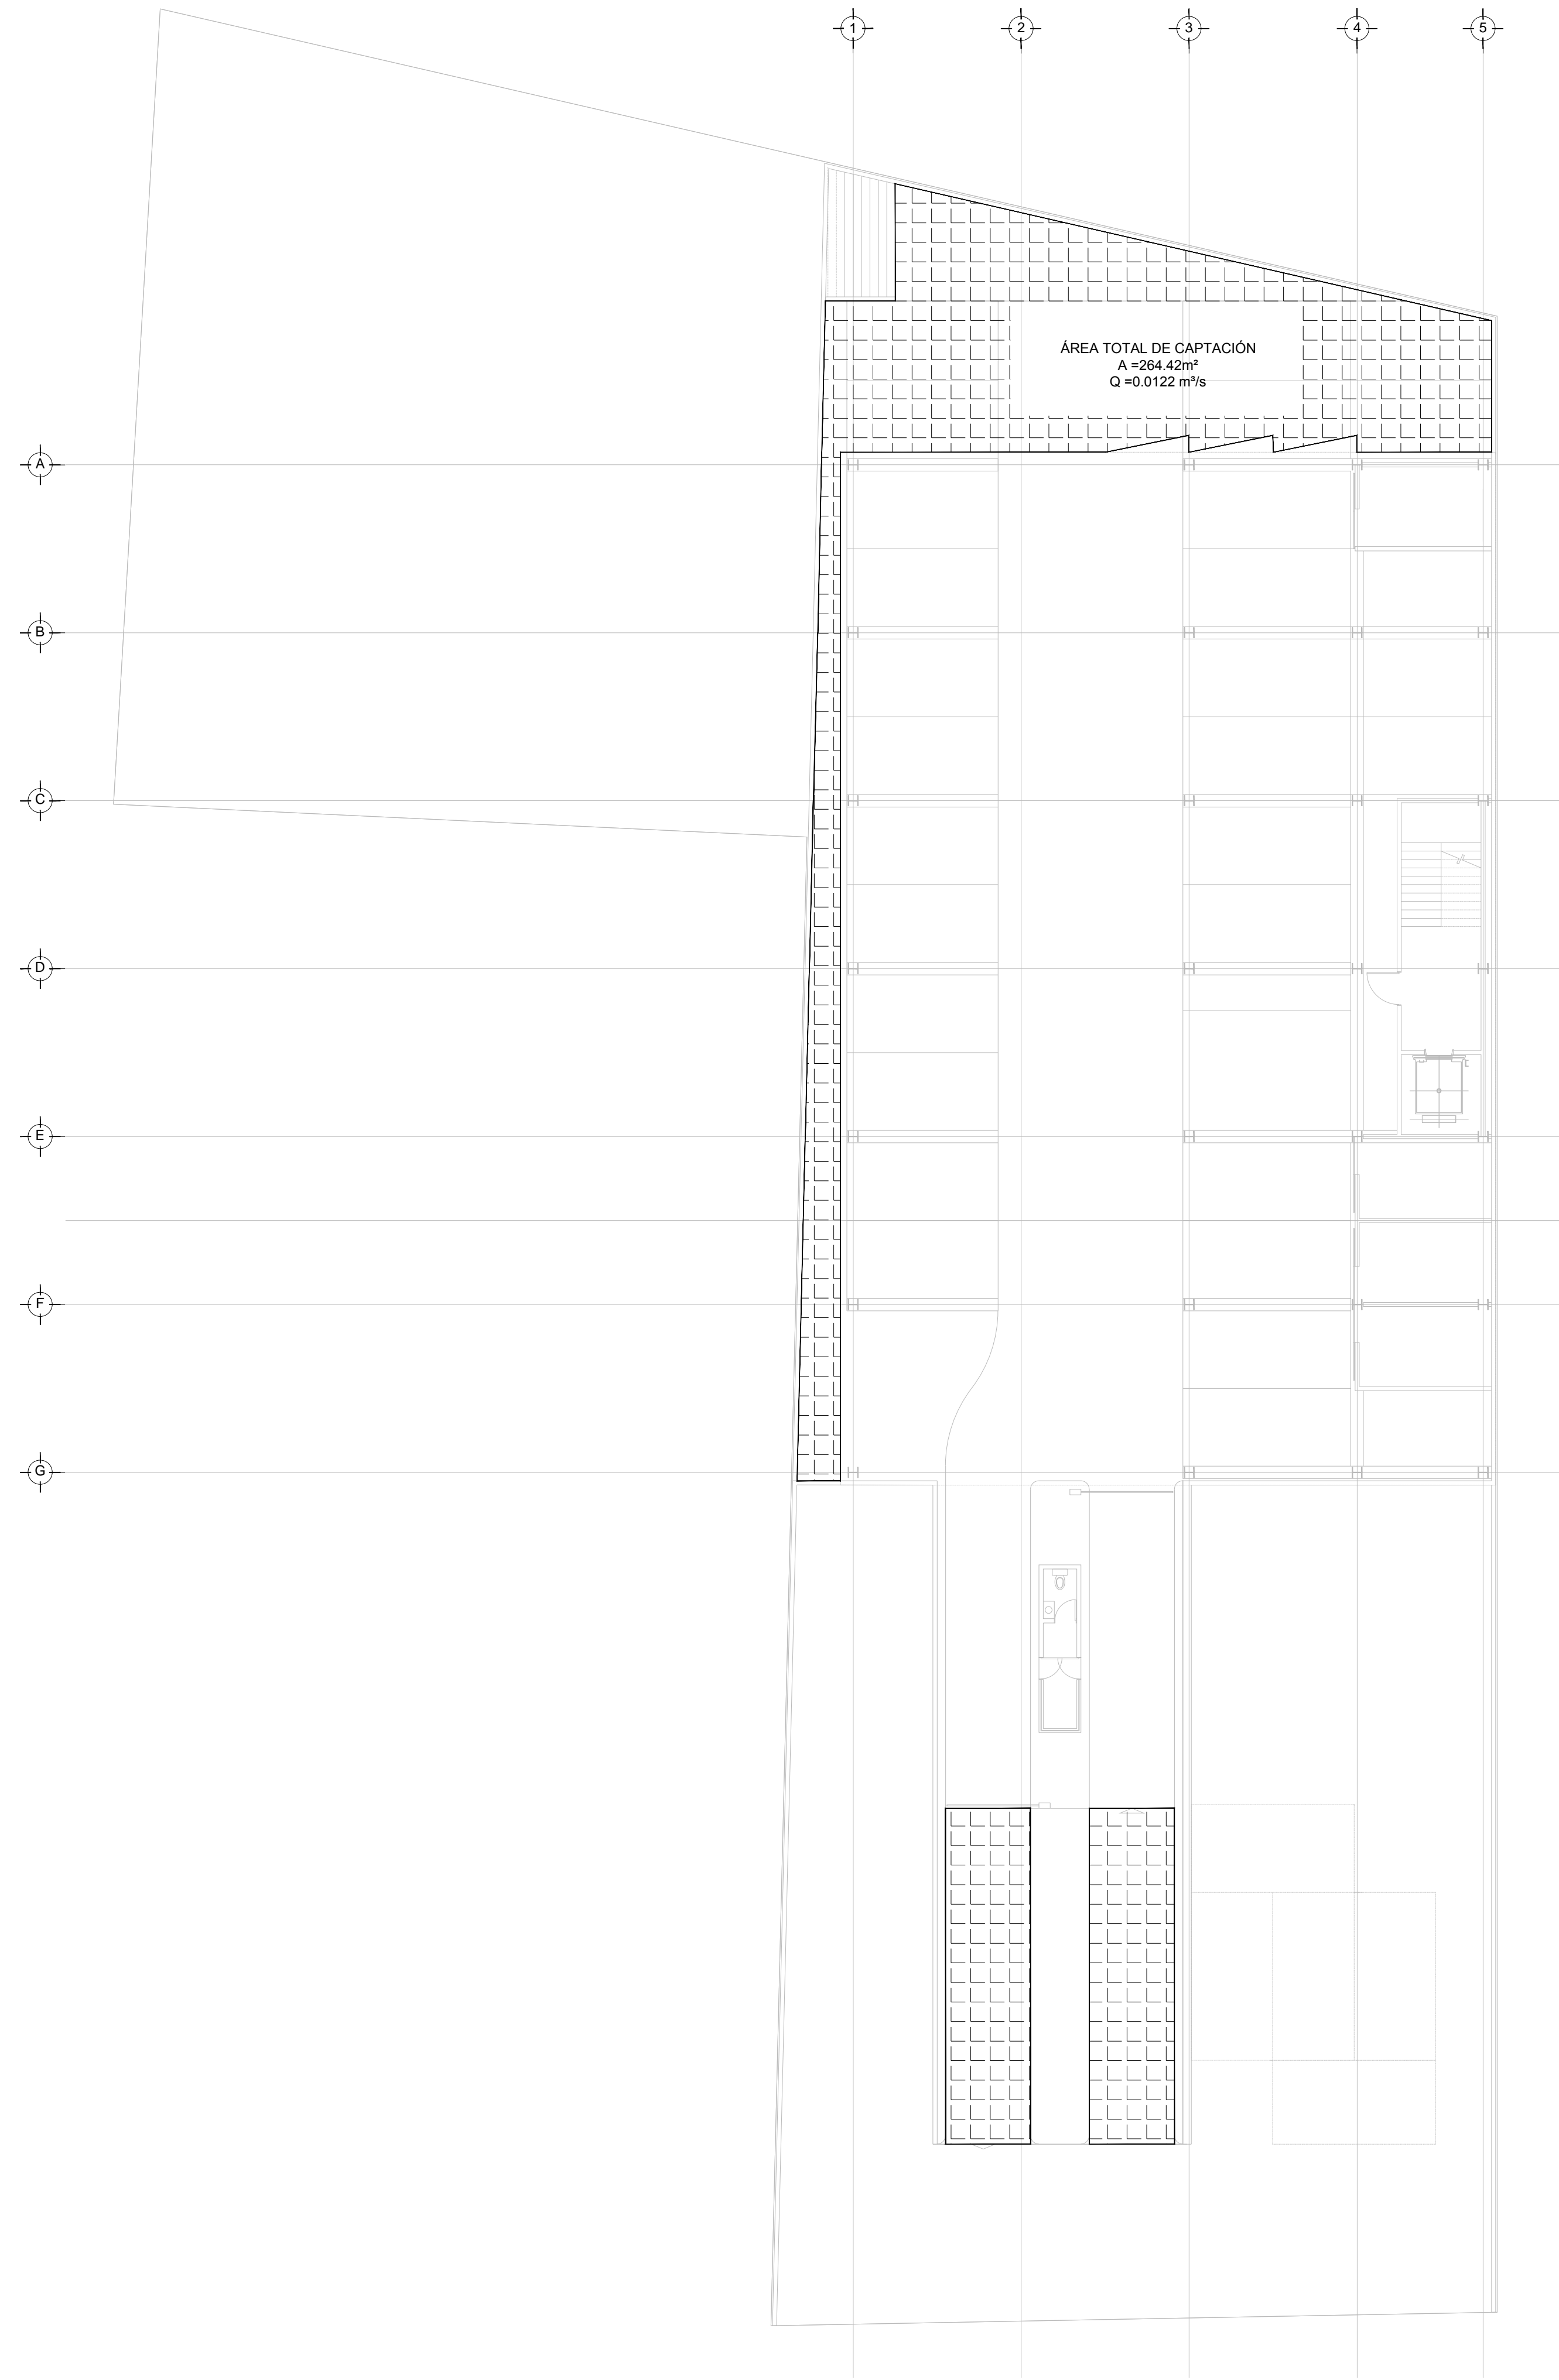 1 2 3 4 5
ÁREA TOTAL DE CAPTACIÓN
A =264.42m²
Q =0.0122 m³/s
A
B
C
D
E
F
G